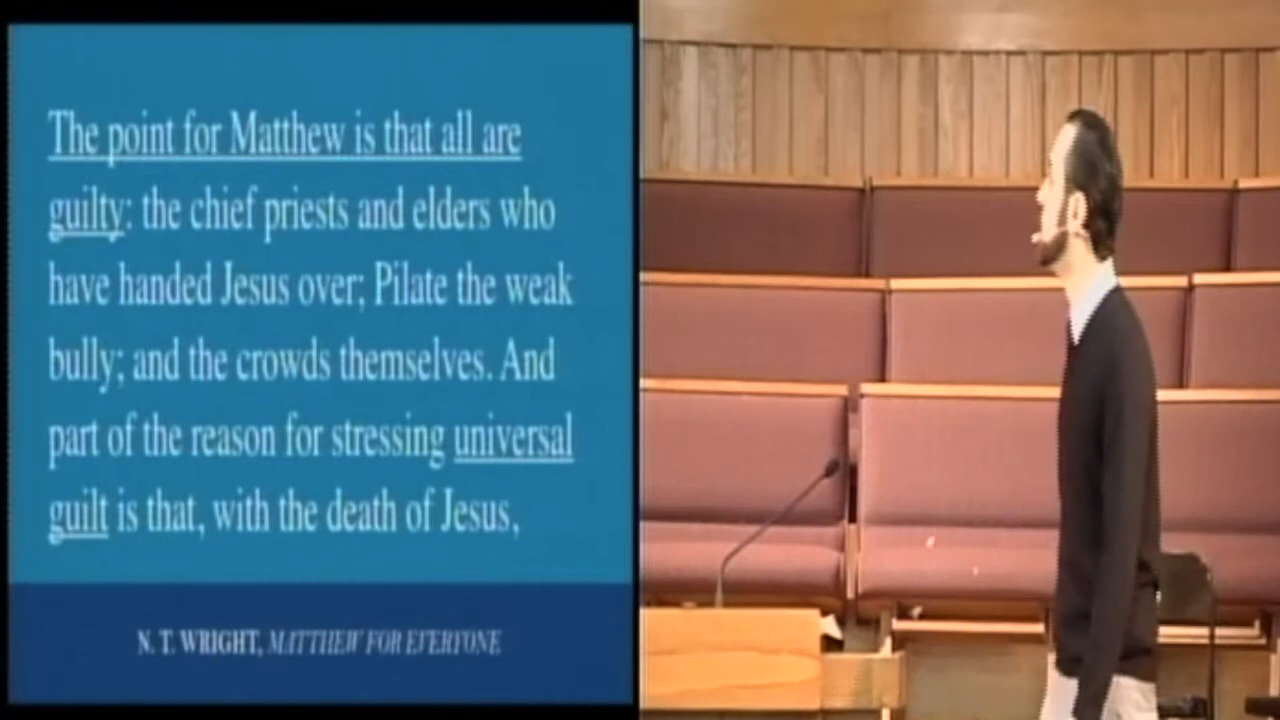 The point for Matthew is that all are
guilty: the chief priests and elders who
have handed Jesus over; Pilate the weak
bully; and the crowds themselves. And
part of the reason for stressing universal
guilt is that, with the death of Jesus,
N. T. WRIGHT, MATTHEW FOR EVERYONE